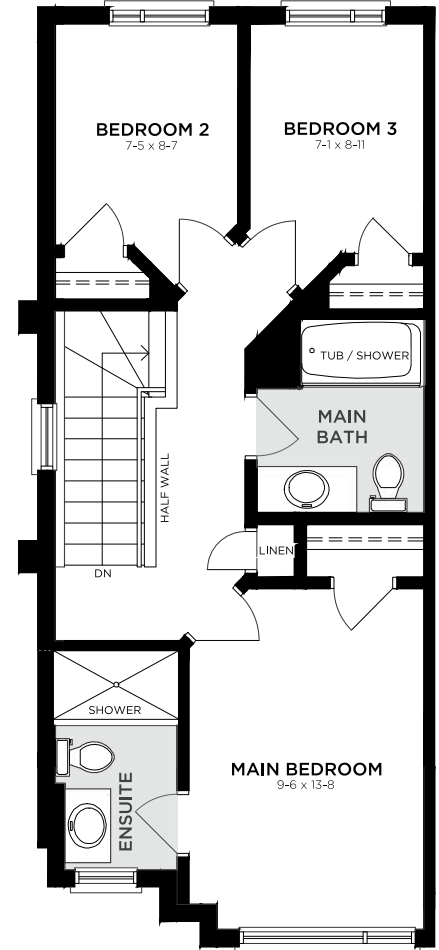 BEDROOM 2
7-5 x 8-7
BEDROOM 3
7-1 x 8-11
TUB / SHOWER
MAIN
BATH
HALF WALL
LINEN
DN
SHOWER
ENSUITE
MAIN BEDROOM
9-6 x 13-8